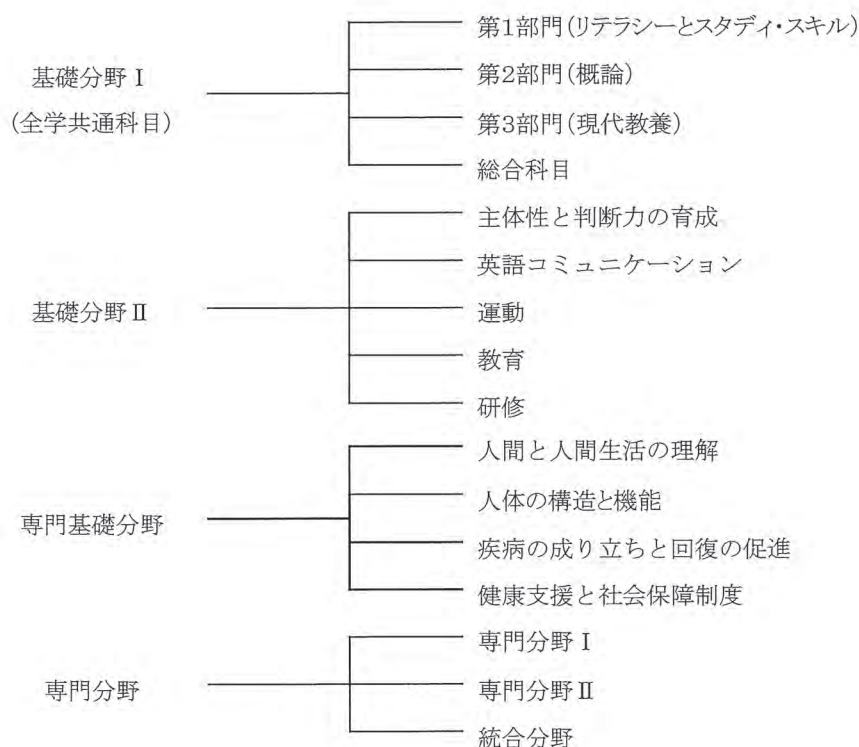 基礎分野Ⅰ
(全学共通科目)
第1部門(リテラシーとスタディ・スキル)
第2部門(概論)
第3部門(現代教養)
総合科目
基礎分野Ⅱ
主体性と判断力の育成
英語コミュニケーション
運動
教育
研修
専門基礎分野
人間と人間生活の理解
人体の構造と機能
疾病の成り立ちと回復の促進
健康支援と社会保障制度
専門分野
専門分野Ⅰ
専門分野Ⅱ
統合分野